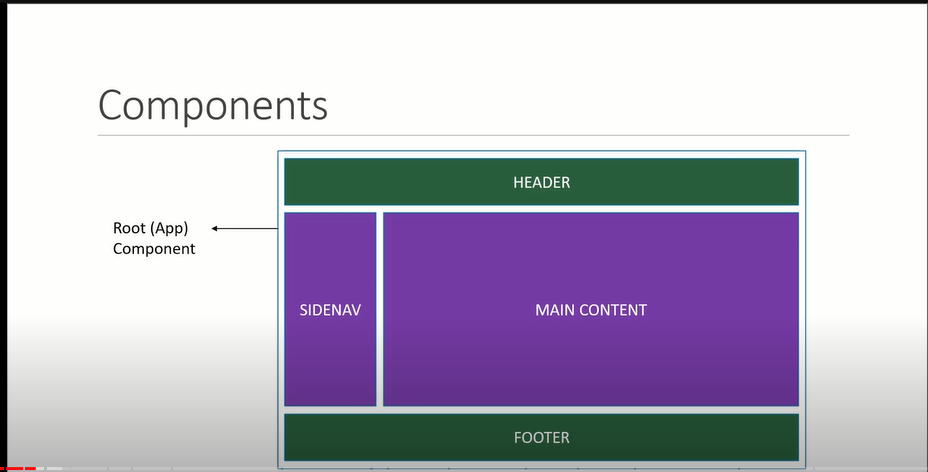 Components
HEADER
Root (App)
Component
SIDENAV
MAIN CONTENT
FOOTER